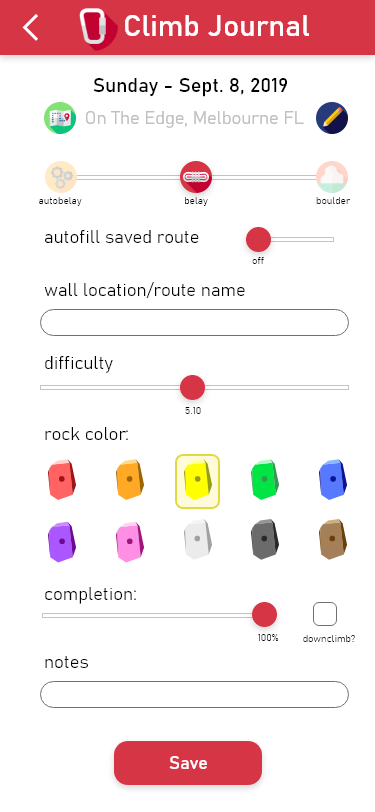 Climb Journal
Sunday - Sept. 8, 2019
On The Edge, Melbourne FL
autobelay belay boulder
autofill saved route
off
wall location/route name
difficulty
5.10
rock color:
completion:
100% downclimb?
notes
Save